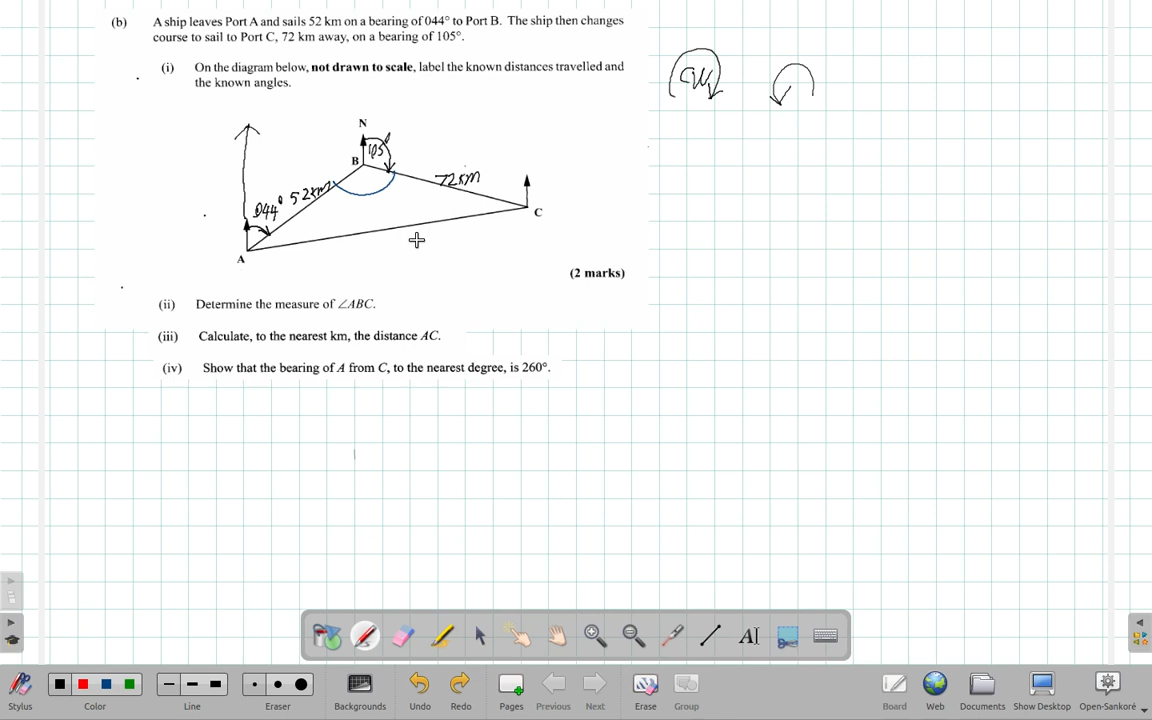 (b) A ship leaves Port A and sails 52 km on a bearing of 044° to Port B. The ship then changes
course to sail to Port C, 72 km away, on a bearing of 105°.
(i) On the diagram below, not drawn to scale, label the known distances travelled and
the known angles.
CW
N
B
105°
72km
52km
044°
C
A
(2 marks)
(ii) Determine the measure of ∠ABC.
(iii) Calculate, to the nearest km, the distance AC.
(iv) Show that the bearing of A from C, to the nearest degree, is 260°.
AI
Stylus Color Line Eraser Backgrounds Undo Redo Pages Previous Next Erase Group Board Web Documents Show Desktop Open-Sankoré